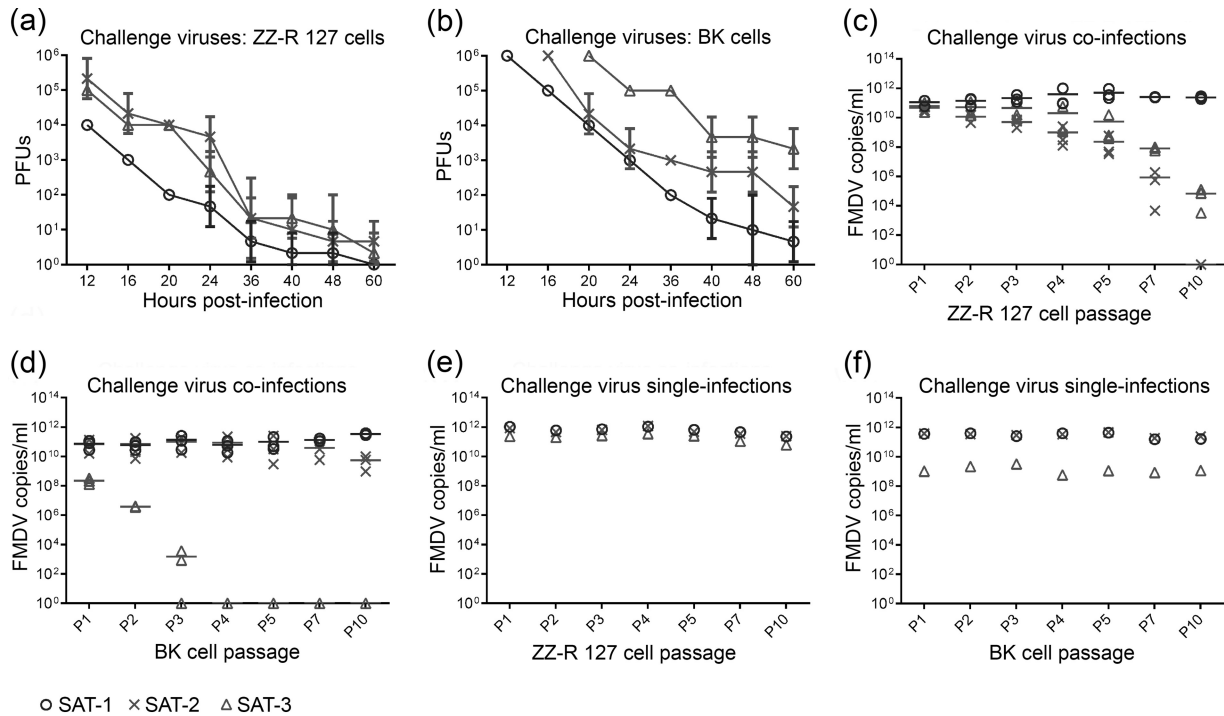 (a)
Challenge viruses: ZZ-R 127 cells
PFUs
10⁶
10⁵
10⁴
10³
10²
10¹
10⁰
12 16 20 24 36 40 48 60
Hours post-infection
(b)
Challenge viruses: BK cells
PFUs
10⁶
10⁵
10⁴
10³
10²
10¹
10⁰
12 16 20 24 36 40 48 60
Hours post-infection
(c)
Challenge virus co-infections
FMDV copies/ml
10¹⁴
10¹²
10¹⁰
10⁸
10⁶
10⁴
10²
10⁰
P1 P2 P3 P4 P5 P7 P10
ZZ-R 127 cell passage
(d)
Challenge virus co-infections
FMDV copies/ml
10¹⁴
10¹²
10¹⁰
10⁸
10⁶
10⁴
10²
10⁰
P1 P2 P3 P4 P5 P7 P10
BK cell passage
(e)
Challenge virus single-infections
FMDV copies/ml
10¹⁴
10¹²
10¹⁰
10⁸
10⁶
10⁴
10²
10⁰
P1 P2 P3 P4 P5 P7 P10
ZZ-R 127 cell passage
(f)
Challenge virus single-infections
FMDV copies/ml
10¹⁴
10¹²
10¹⁰
10⁸
10⁶
10⁴
10²
10⁰
P1 P2 P3 P4 P5 P7 P10
BK cell passage
SAT-1 SAT-2 SAT-3